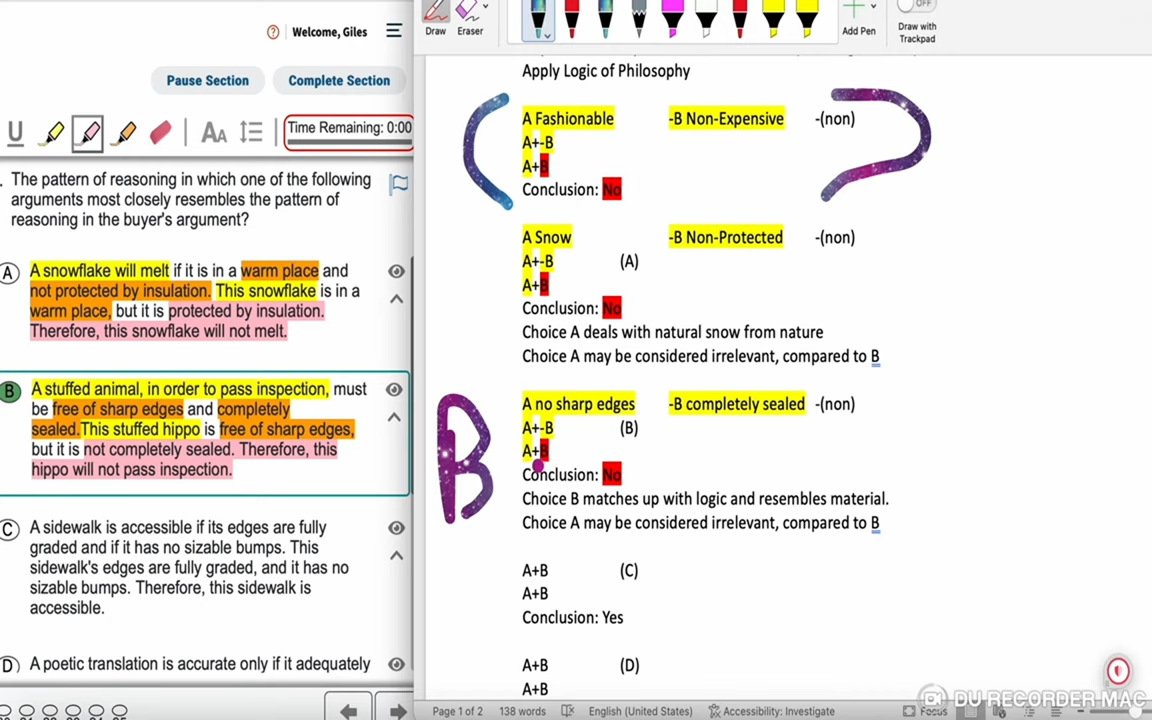 Welcome, Giles
Pause Section
Complete Section
U
AA
Time Remaining: 0:00
. The pattern of reasoning in which one of the following
arguments most closely resembles the pattern of
reasoning in the buyer's argument?
A
A snowflake will melt if it is in a warm place and
not protected by insulation. This snowflake is in a
warm place, but it is protected by insulation.
Therefore, this snowflake will not melt.
B
A stuffed animal, in order to pass inspection, must
be free of sharp edges and completely
sealed.This stuffed hippo is free of sharp edges,
but it is not completely sealed. Therefore, this
hippo will not pass inspection.
C
A sidewalk is accessible if its edges are fully
graded and if it has no sizable bumps. This
sidewalk's edges are fully graded, and it has no
sizable bumps. Therefore, this sidewalk is
accessible.
D
A poetic translation is accurate only if it adequately
Draw
Eraser
Add Pen
OFF
Draw with
Trackpad
Apply Logic of Philosophy
A Fashionable -B Non-Expensive -(non)
A+-B
A+B
Conclusion: No
A Snow -B Non-Protected -(non)
A+-B (A)
A+B
Conclusion: No
Choice A deals with natural snow from nature
Choice A may be considered irrelevant, compared to B
B
A no sharp edges -B completely sealed -(non)
A+-B (B)
A+B
Conclusion: No
Choice B matches up with logic and resembles material.
Choice A may be considered irrelevant, compared to B
A+B (C)
A+B
Conclusion: Yes
A+B (D)
A+B
DU RECORDER MAC
Page 1 of 2 138 words English (United States) Accessibility: Investigate Focus